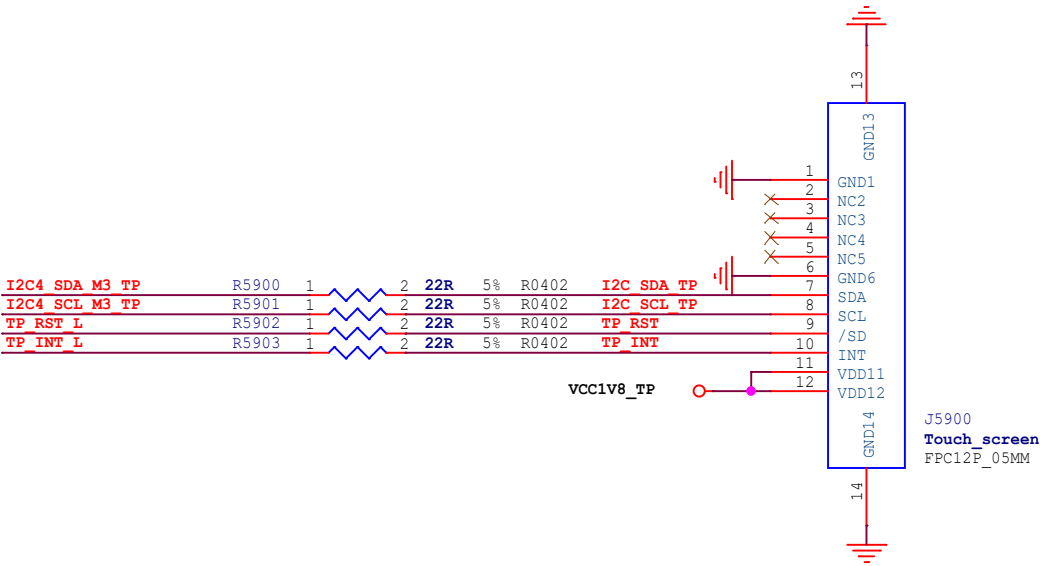 13
GND13
1 GND1
2 NC2
3 NC3
4 NC4
5 NC5
6 GND6
I2C4_SDA_M3_TP R5900 1 2 22R 5% R0402 I2C_SDA_TP 7 SDA
I2C4_SCL_M3_TP R5901 1 2 22R 5% R0402 I2C_SCL_TP 8 SCL
TP_RST_L R5902 1 2 22R 5% R0402 TP_RST 9 /SD
TP_INT_L R5903 1 2 22R 5% R0402 TP_INT 10 INT
11 VDD11
VCC1V8_TP 12 VDD12
GND14
J5900
Touch_screen
FPC12P_05MM
14